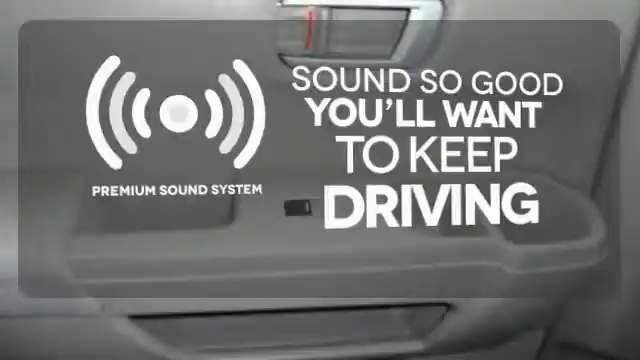 PREMIUM SOUND SYSTEM
SOUND SO GOOD
YOU'LL WANT
TO KEEP
DRIVING